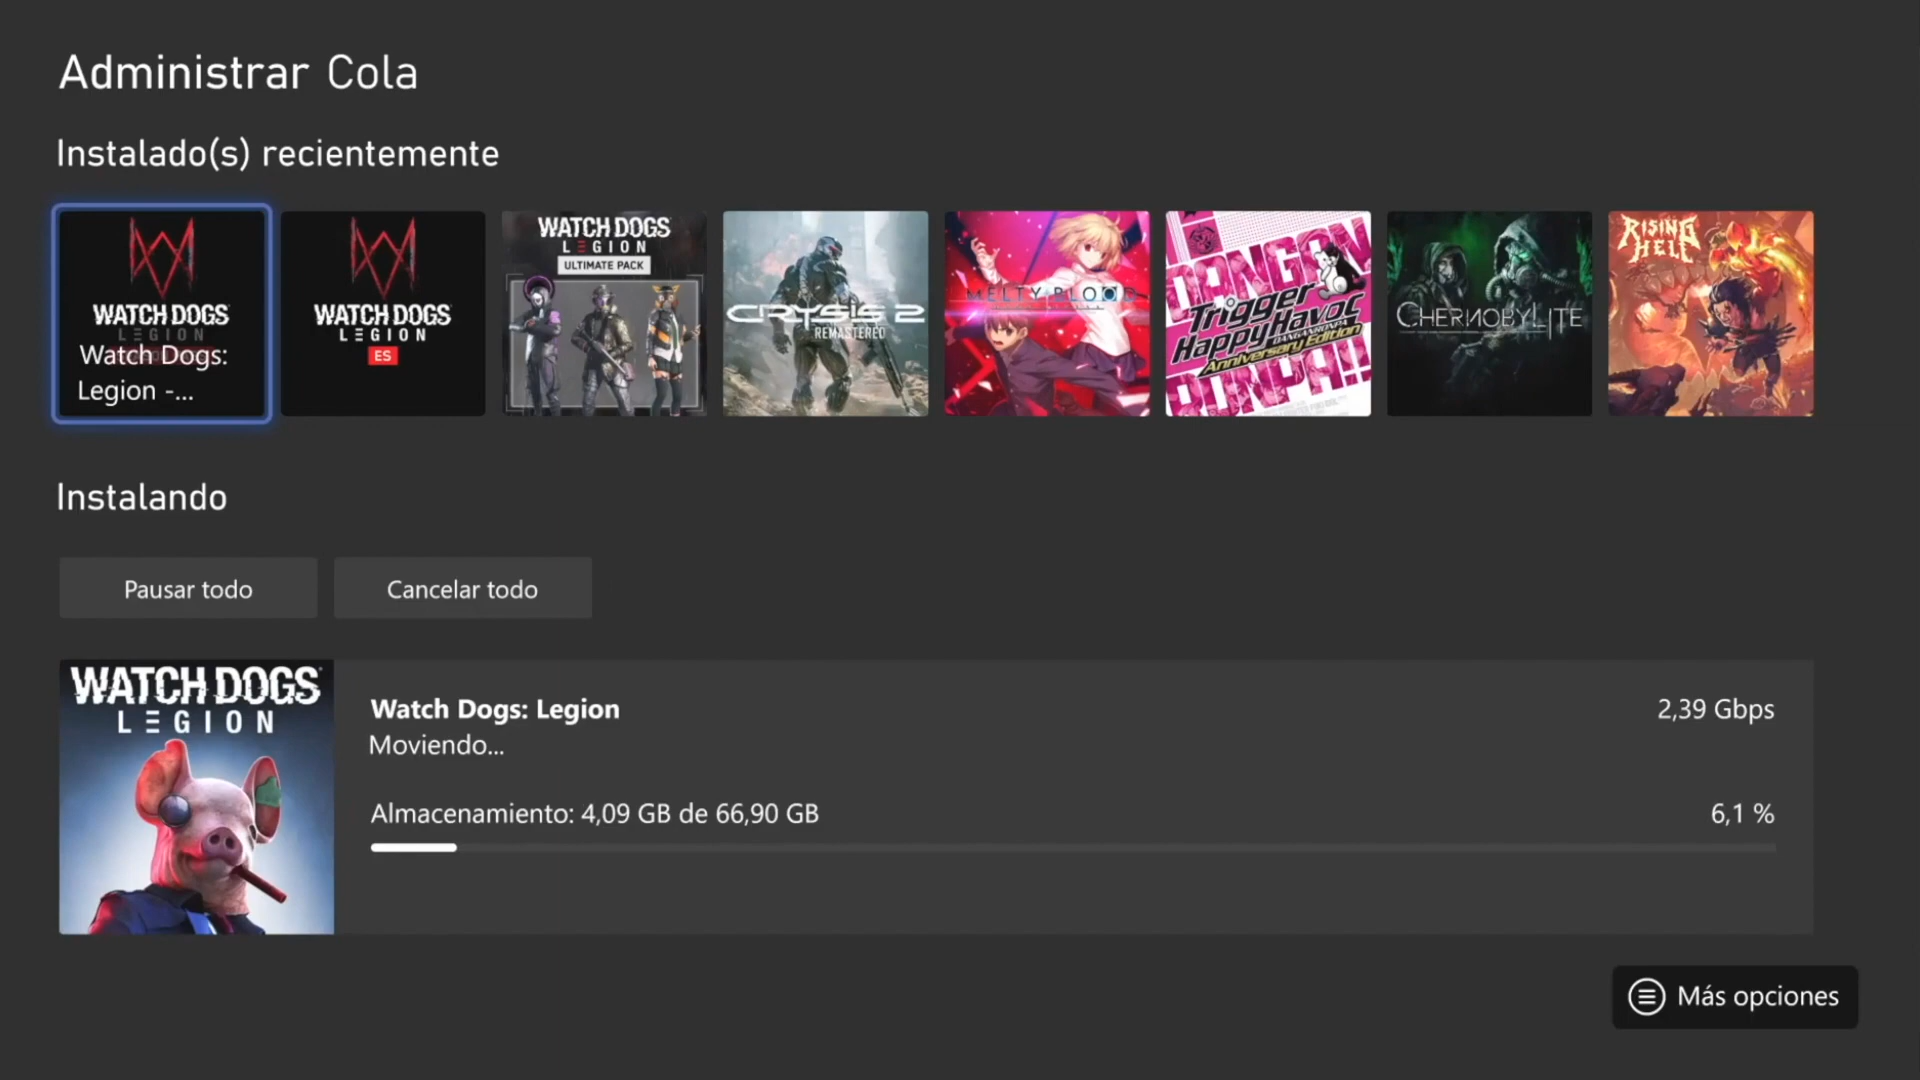 Administrar Cola
Instalado(s) recientemente
WATCH DOGS
LEGION
Watch Dogs:
Legion -...
WATCH DOGS
LEGION
ES
WATCH DOGS
LEGION
ULTIMATE PACK
CRYSIS 2
REMASTERED
MELTY BLOOD
DANGAN
Trigger
Happy Havoc
DANGANRONPA
Anniversary Edition
RONPA!!
CHERNOBYLITE
RISING
HELL
Instalando
Pausar todo
Cancelar todo
WATCH DOGS
LEGION
Watch Dogs: Legion
2,39 Gbps
Moviendo...
Almacenamiento: 4,09 GB de 66,90 GB
6,1 %
Más opciones